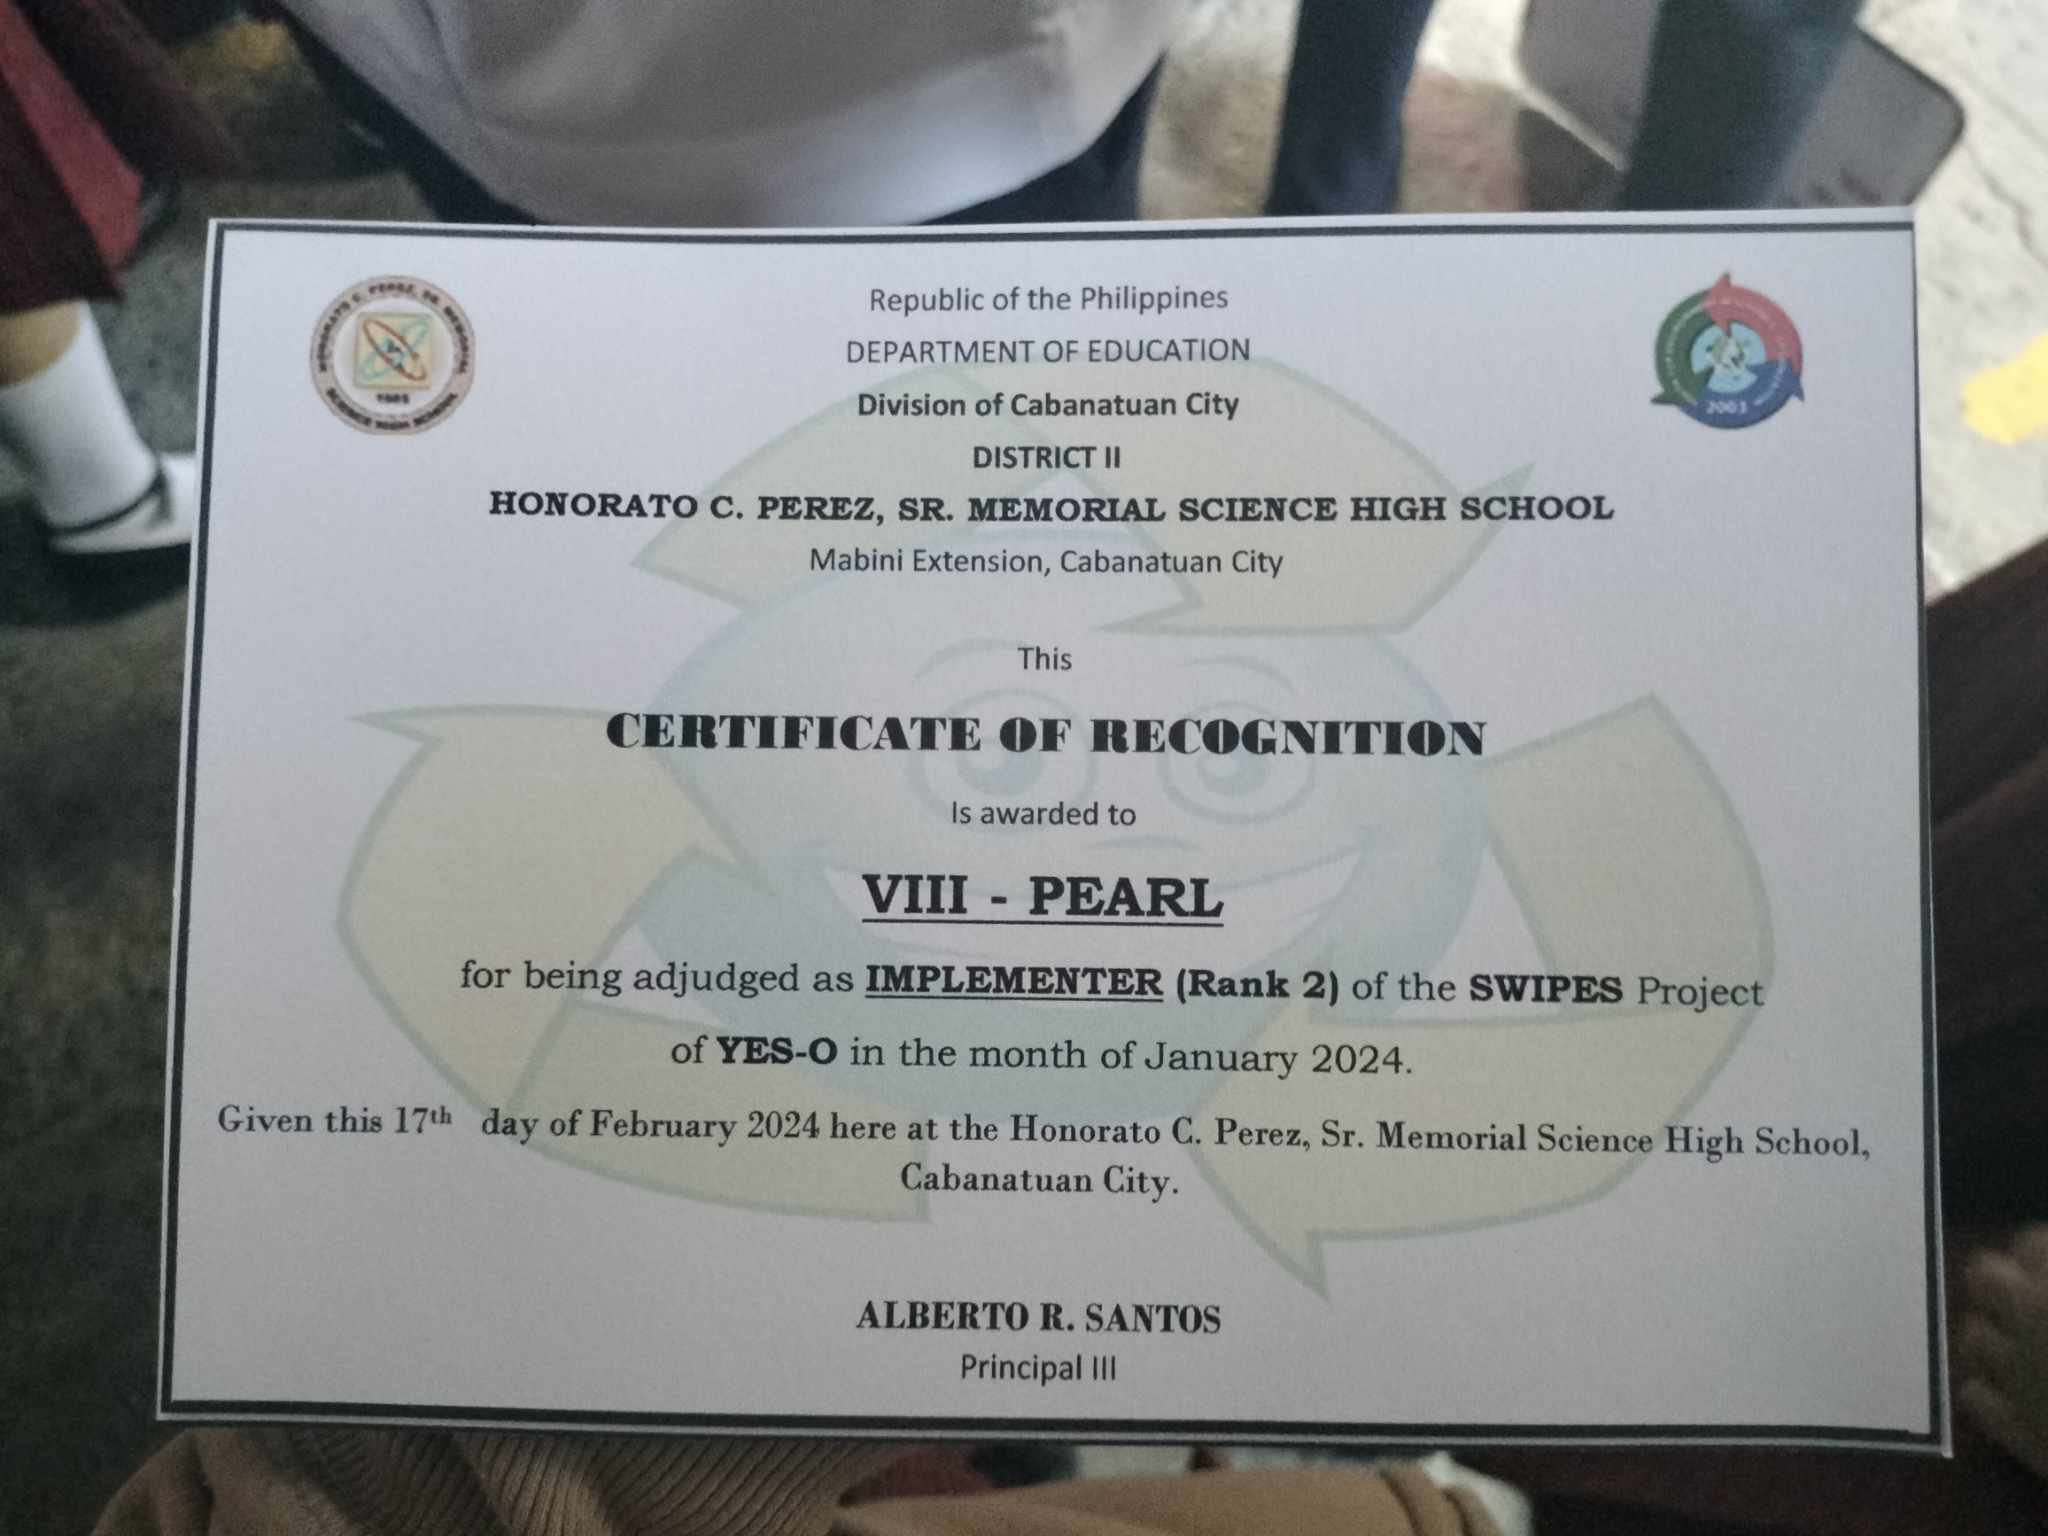 Republic of the Philippines
DEPARTMENT OF EDUCATION
Division of Cabanatuan City
DISTRICT II
HONORATO C. PEREZ, SR. MEMORIAL SCIENCE HIGH SCHOOL
Mabini Extension, Cabanatuan City
HONORATO C. PEREZ, SR. MEMORIAL
SCIENCE HIGH SCHOOL
2003
This
CERTIFICATE OF RECOGNITION
Is awarded to
VIII - PEARL
for being adjudged as IMPLEMENTER (Rank 2) of the SWIPES Project
of YES-O in the month of January 2024.
Given this 17th day of February 2024 here at the Honorato C. Perez, Sr. Memorial Science High School,
Cabanatuan City.
ALBERTO R. SANTOS
Principal III